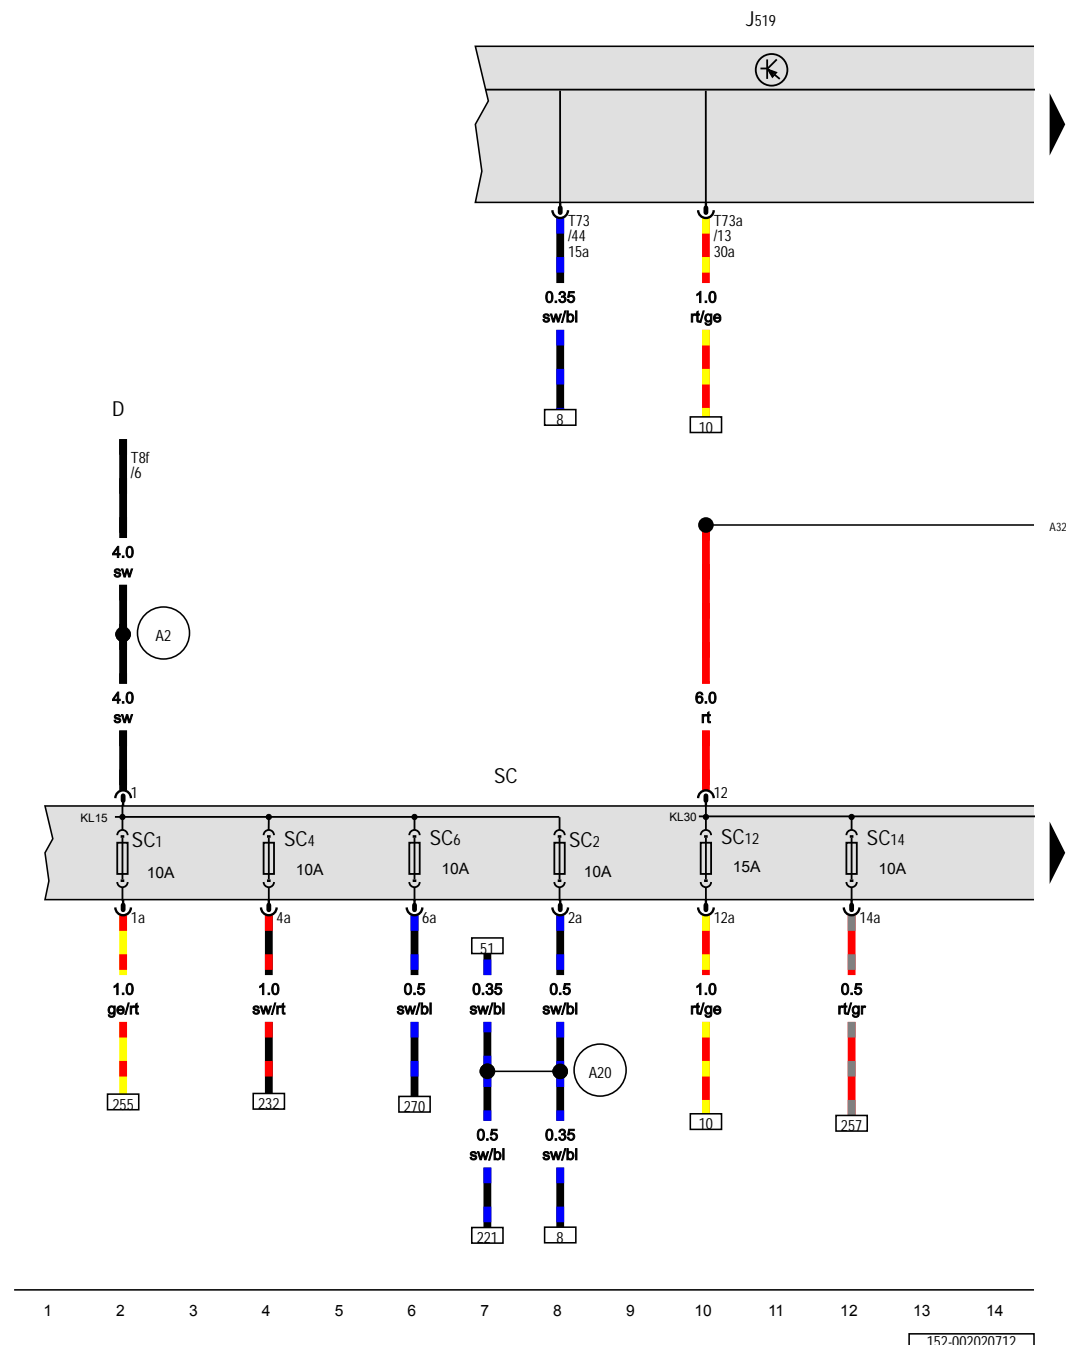 J519
T73
/44
15a
T73a
/13
30a
0.35
sw/bl
1.0
rt/ge
8
10
D
T8f
/6
A32
4.0
sw
A2
4.0
sw
6.0
rt
SC
1
12
KL15
KL30
SC1
10A
SC4
10A
SC6
10A
SC2
10A
SC12
15A
SC14
10A
1a
4a
6a
2a
12a
14a
51
1.0
ge/rt
1.0
sw/rt
0.5
sw/bl
0.35
sw/bl
0.5
sw/bl
1.0
rt/ge
0.5
rt/gr
A20
255
232
270
10
257
0.5
sw/bl
0.35
sw/bl
221
8
1 2 3 4 5 6 7 8 9 10 11 12 13 14
152-002020712